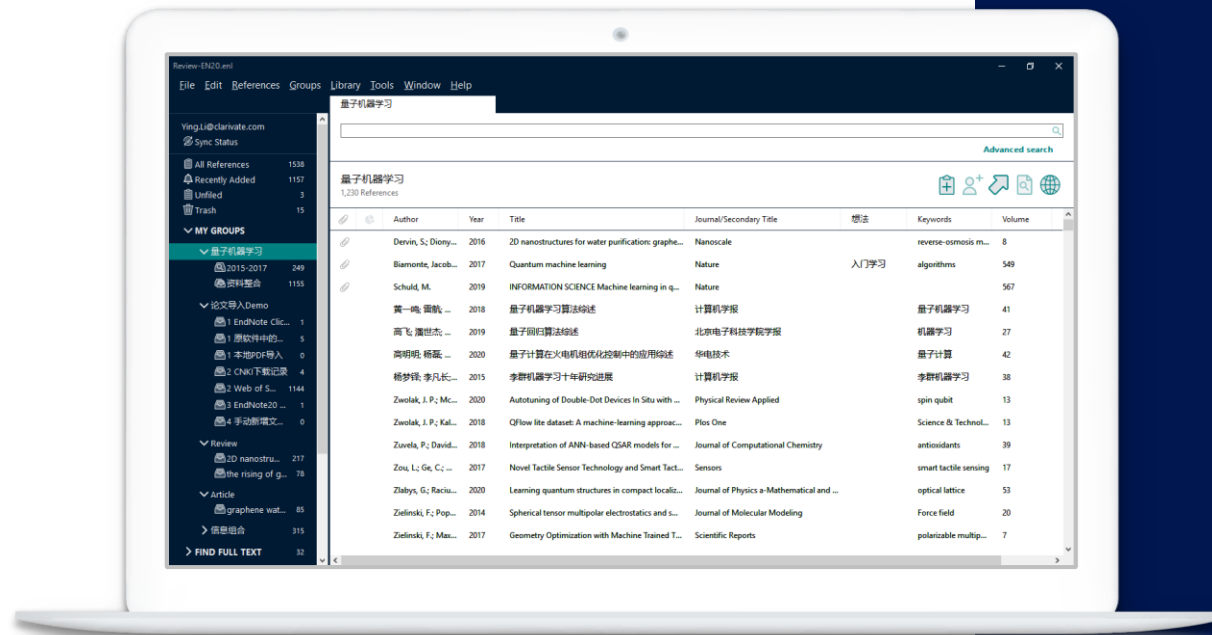 Review-EN20.enl
File Edit References Groups Library Tools Window Help
量子机器学习
Ying.Li@clarivate.com
Sync Status
All References 1538
Recently Added 1157
Unfiled 3
Trash 15
MY GROUPS
量子机器学习
2015-2017 249
资料整合 1155
论文导入Demo
1 EndNote Clic... 1
1 原软件中的... 5
1 本地PDF导入 0
2 CNKI下载记录 4
2 Web of S... 1144
3 EndNote20 ... 1
4 手动新增文... 0
Review
2D nanostru... 217
the rising of g... 78
Article
graphene wat... 85
信息组合 315
FIND FULL TEXT 32
Advanced search
量子机器学习
1,230 References
Author Year Title Journal/Secondary Title 想法 Keywords Volume
Dervin, S.; Diony... 2016 2D nanostructures for water purification: graphe... Nanoscale reverse-osmosis m... 8
Biamonte, Jacob... 2017 Quantum machine learning Nature 入门学习 algorithms 549
Schuld, M. 2019 INFORMATION SCIENCE Machine learning in q... Nature 567
黄一鸣; 雷航; ... 2018 量子机器学习算法综述 计算机学报 量子机器学习 41
高飞; 潘世杰; ... 2019 量子回归算法综述 北京电子科技学院学报 机器学习 27
高明明; 杨磊; ... 2020 量子计算在火电机组优化控制中的应用综述 华电技术 量子计算 42
杨梦铎; 李凡长;... 2015 李群机器学习十年研究进展 计算机学报 李群机器学习 38
Zwolak, J. P.; Mc... 2020 Autotuning of Double-Dot Devices In Situ with ... Physical Review Applied spin qubit 13
Zwolak, J. P.; Kal... 2018 QFlow lite dataset: A machine-learning approac... Plos One Science & Technol... 13
Zuvela, P.; David... 2018 Interpretation of ANN-based QSAR models for ... Journal of Computational Chemistry antioxidants 39
Zou, L.; Ge, C.; ... 2017 Novel Tactile Sensor Technology and Smart Tact... Sensors smart tactile sensing 17
Zlabys, G.; Raciu... 2020 Learning quantum structures in compact localiz... Journal of Physics a-Mathematical and ... optical lattice 53
Zielinski, F.; Pop... 2014 Spherical tensor multipolar electrostatics and s... Journal of Molecular Modeling Force field 20
Zielinski, F.; Max... 2017 Geometry Optimization with Machine Trained T... Scientific Reports polarizable multip... 7